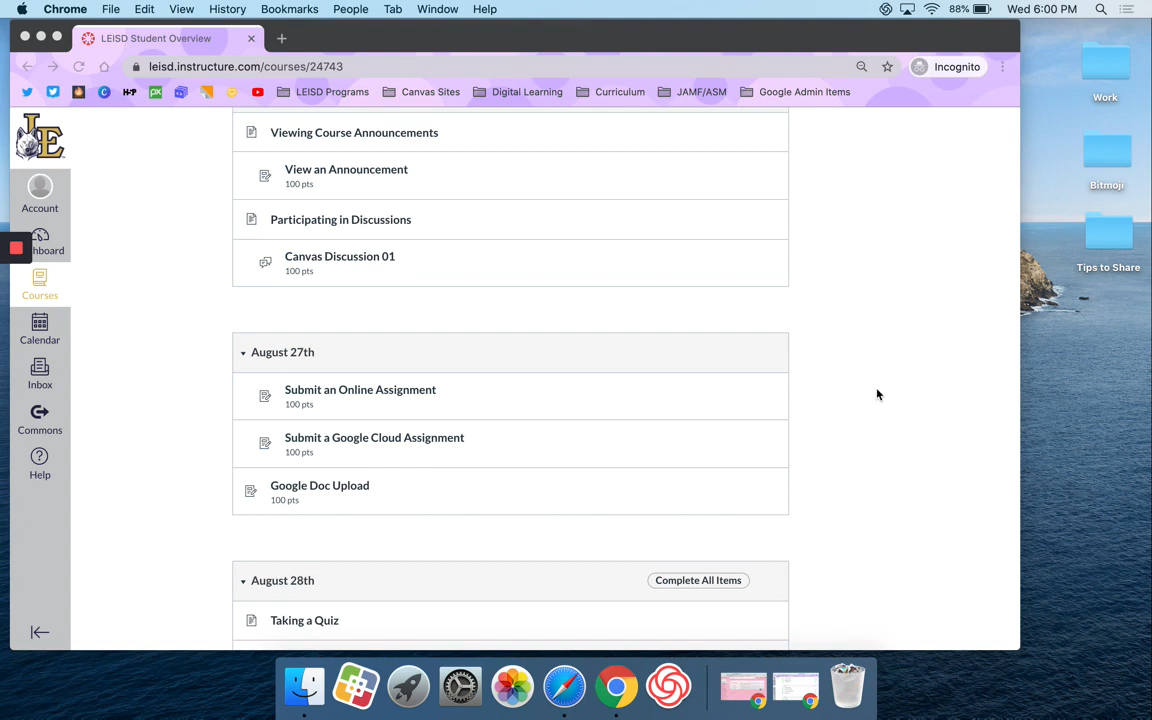 Chrome File Edit View History Bookmarks People Tab Window Help 88% Wed 6:00 PM
LEISD Student Overview
leisd.instructure.com/courses/24743 Incognito
LEISD Programs Canvas Sites Digital Learning Curriculum JAMF/ASM Google Admin Items
LE
Account
hboard
Courses
Calendar
Inbox
Commons
Help
Viewing Course Announcements
View an Announcement
100 pts
Participating in Discussions
Canvas Discussion 01
100 pts
August 27th
Submit an Online Assignment
100 pts
Submit a Google Cloud Assignment
100 pts
Google Doc Upload
100 pts
August 28th Complete All Items
Taking a Quiz
Work
Bitmoji
Tips to Share